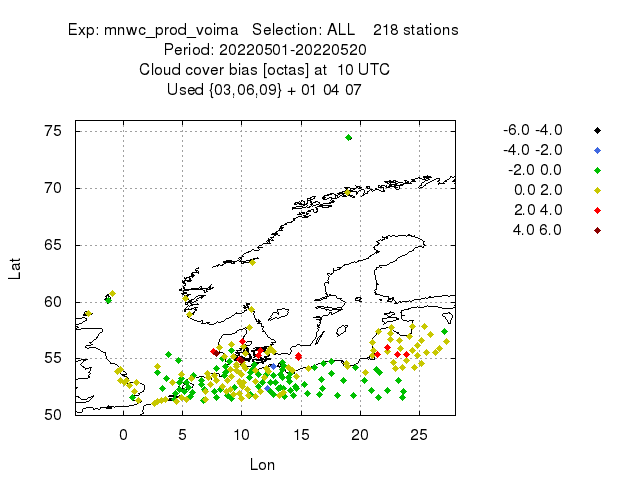 Exp: mnwc_prod_voima   Selection: ALL    218 stations
Period: 20220501-20220520
Cloud cover bias [octas] at  10 UTC
Used {03,06,09} + 01 04 07
75
70
65
60
55
50
Lat
0 5 10 15 20 25
Lon
-6.0 -4.0
-4.0 -2.0
-2.0 0.0
0.0 2.0
2.0 4.0
4.0 6.0